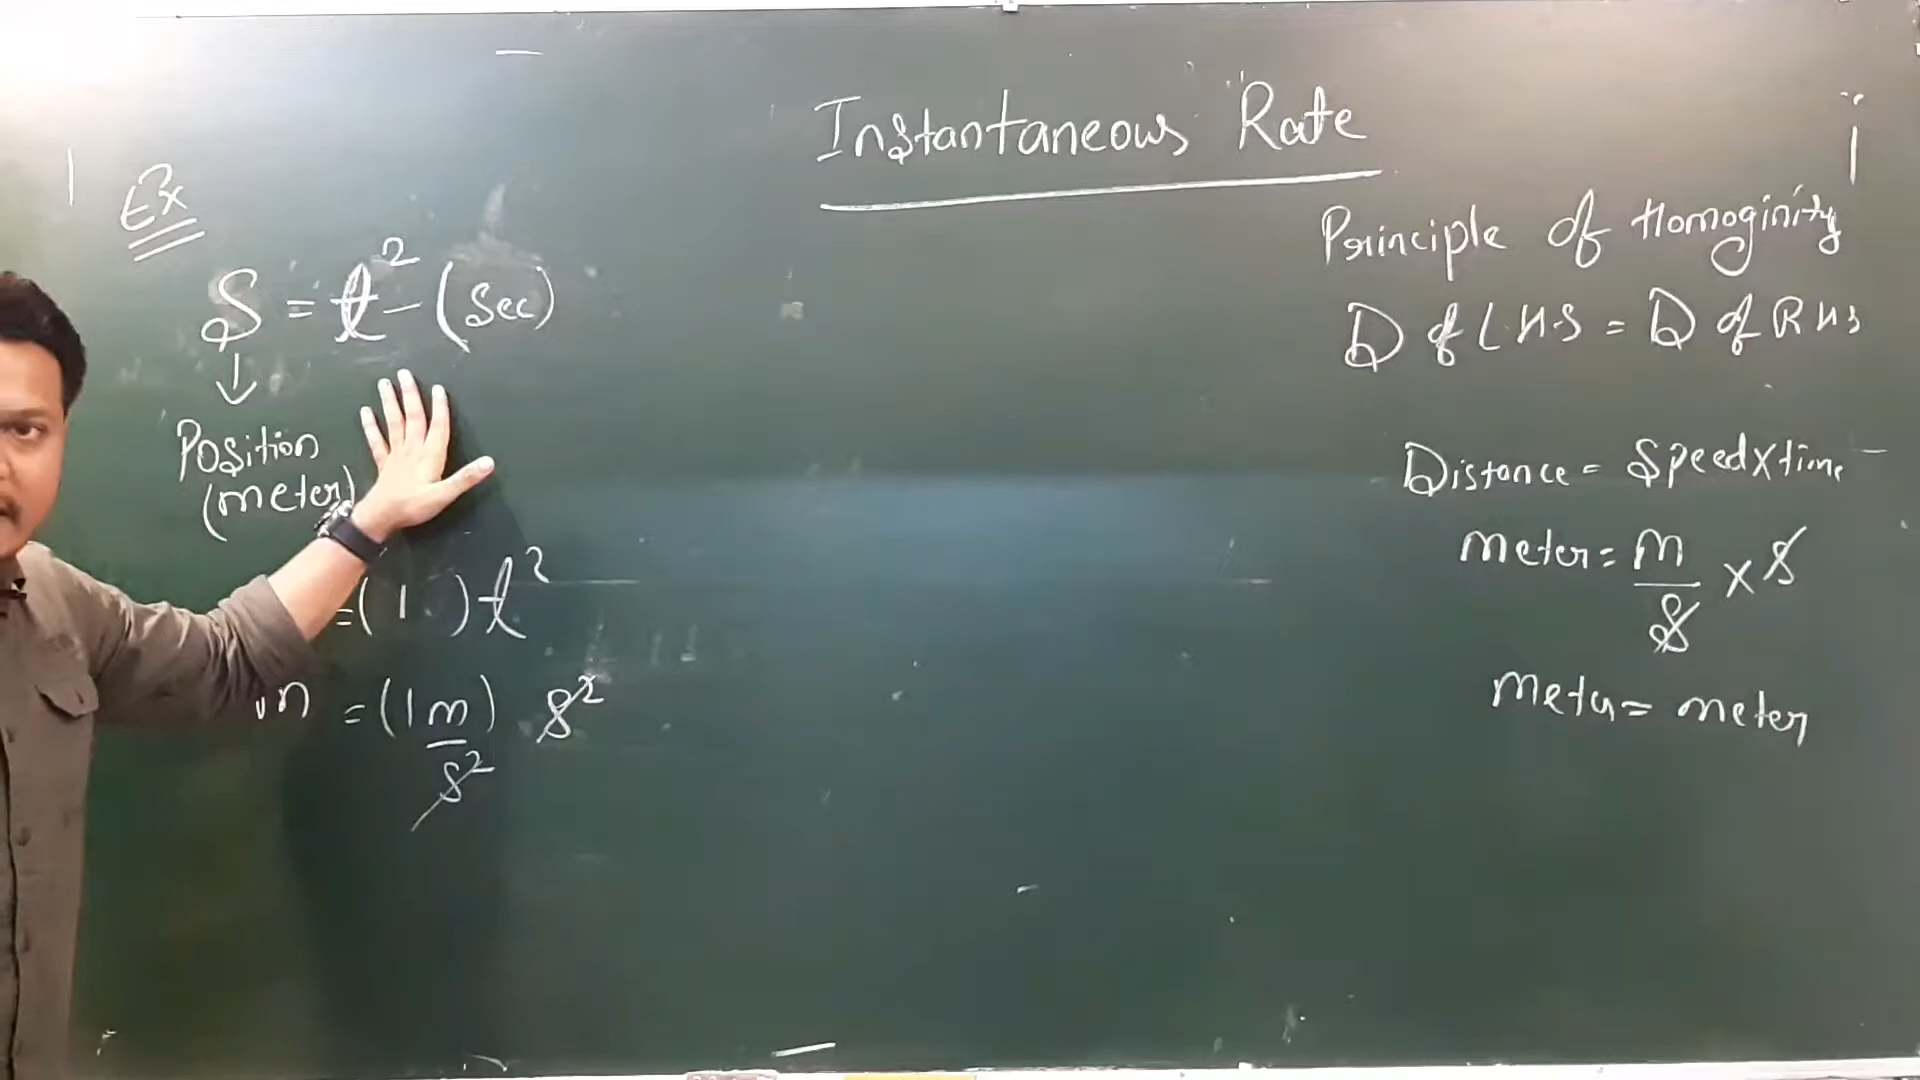 Instantaneous Rate
Ex
S = t² - (Sec)
↓
Position
(meter)
=(1 ) t²
= (1 m/s²) s²
Principle of Homoginity
D of LHS = D of RHS
Distance = Speed x time
meter = m/s x s
meter = meter